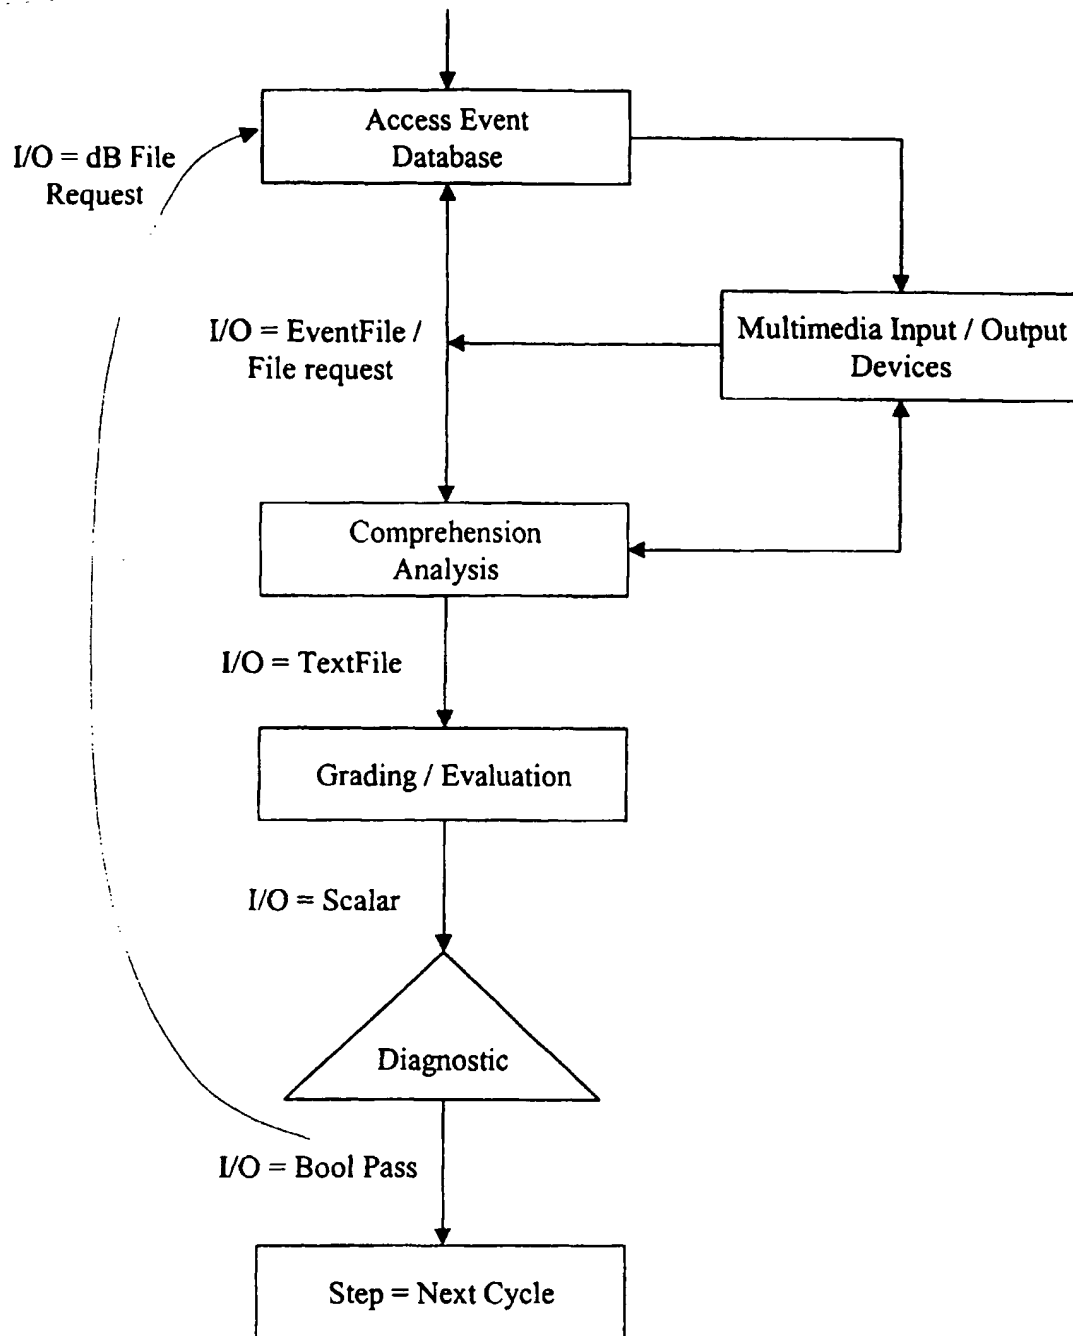 Access Event
Database
I/O = dB File
Request
I/O = EventFile /
File request
Multimedia Input / Output
Devices
Comprehension
Analysis
I/O = TextFile
Grading / Evaluation
I/O = Scalar
Diagnostic
I/O = Bool Pass
Step = Next Cycle